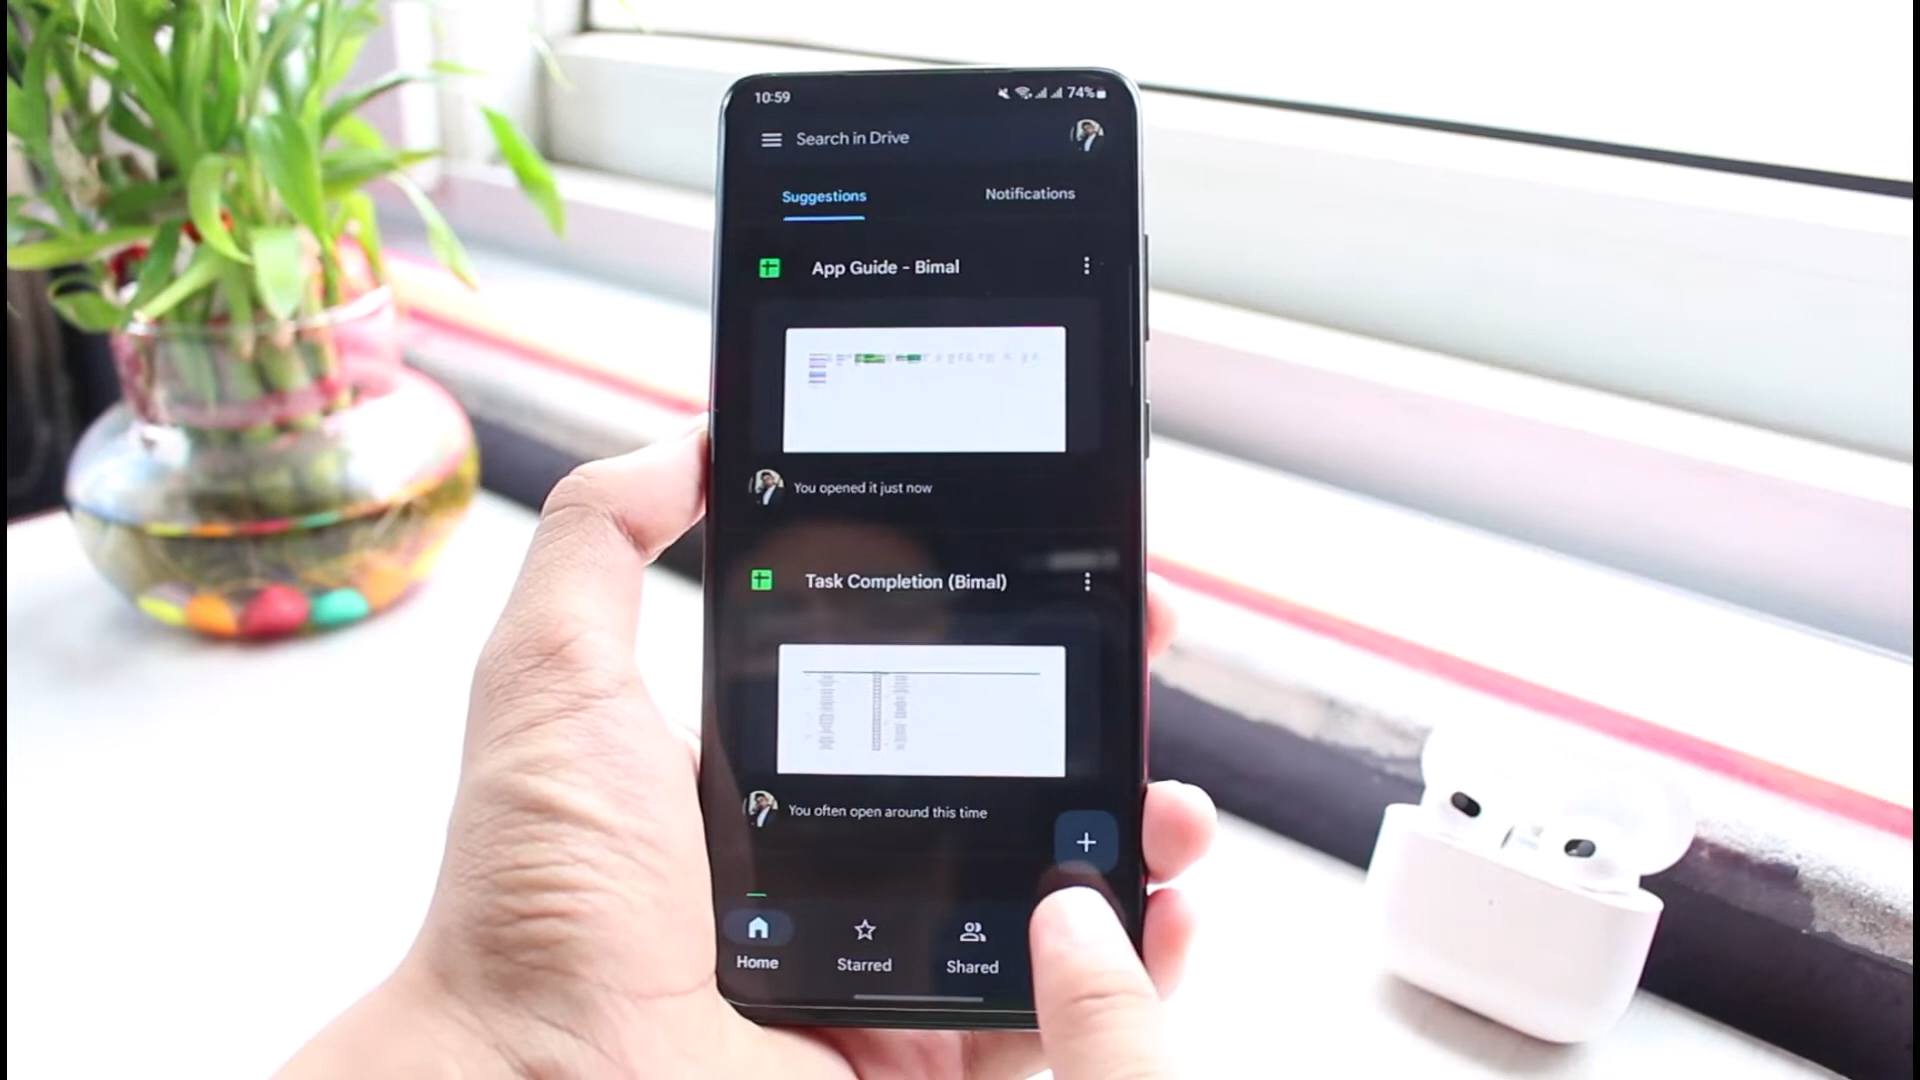 10:59
74%
Search in Drive
Suggestions
Notifications
App Guide - Bimal
You opened it just now
Task Completion (Bimal)
You often open around this time
+
Home
Starred
Shared